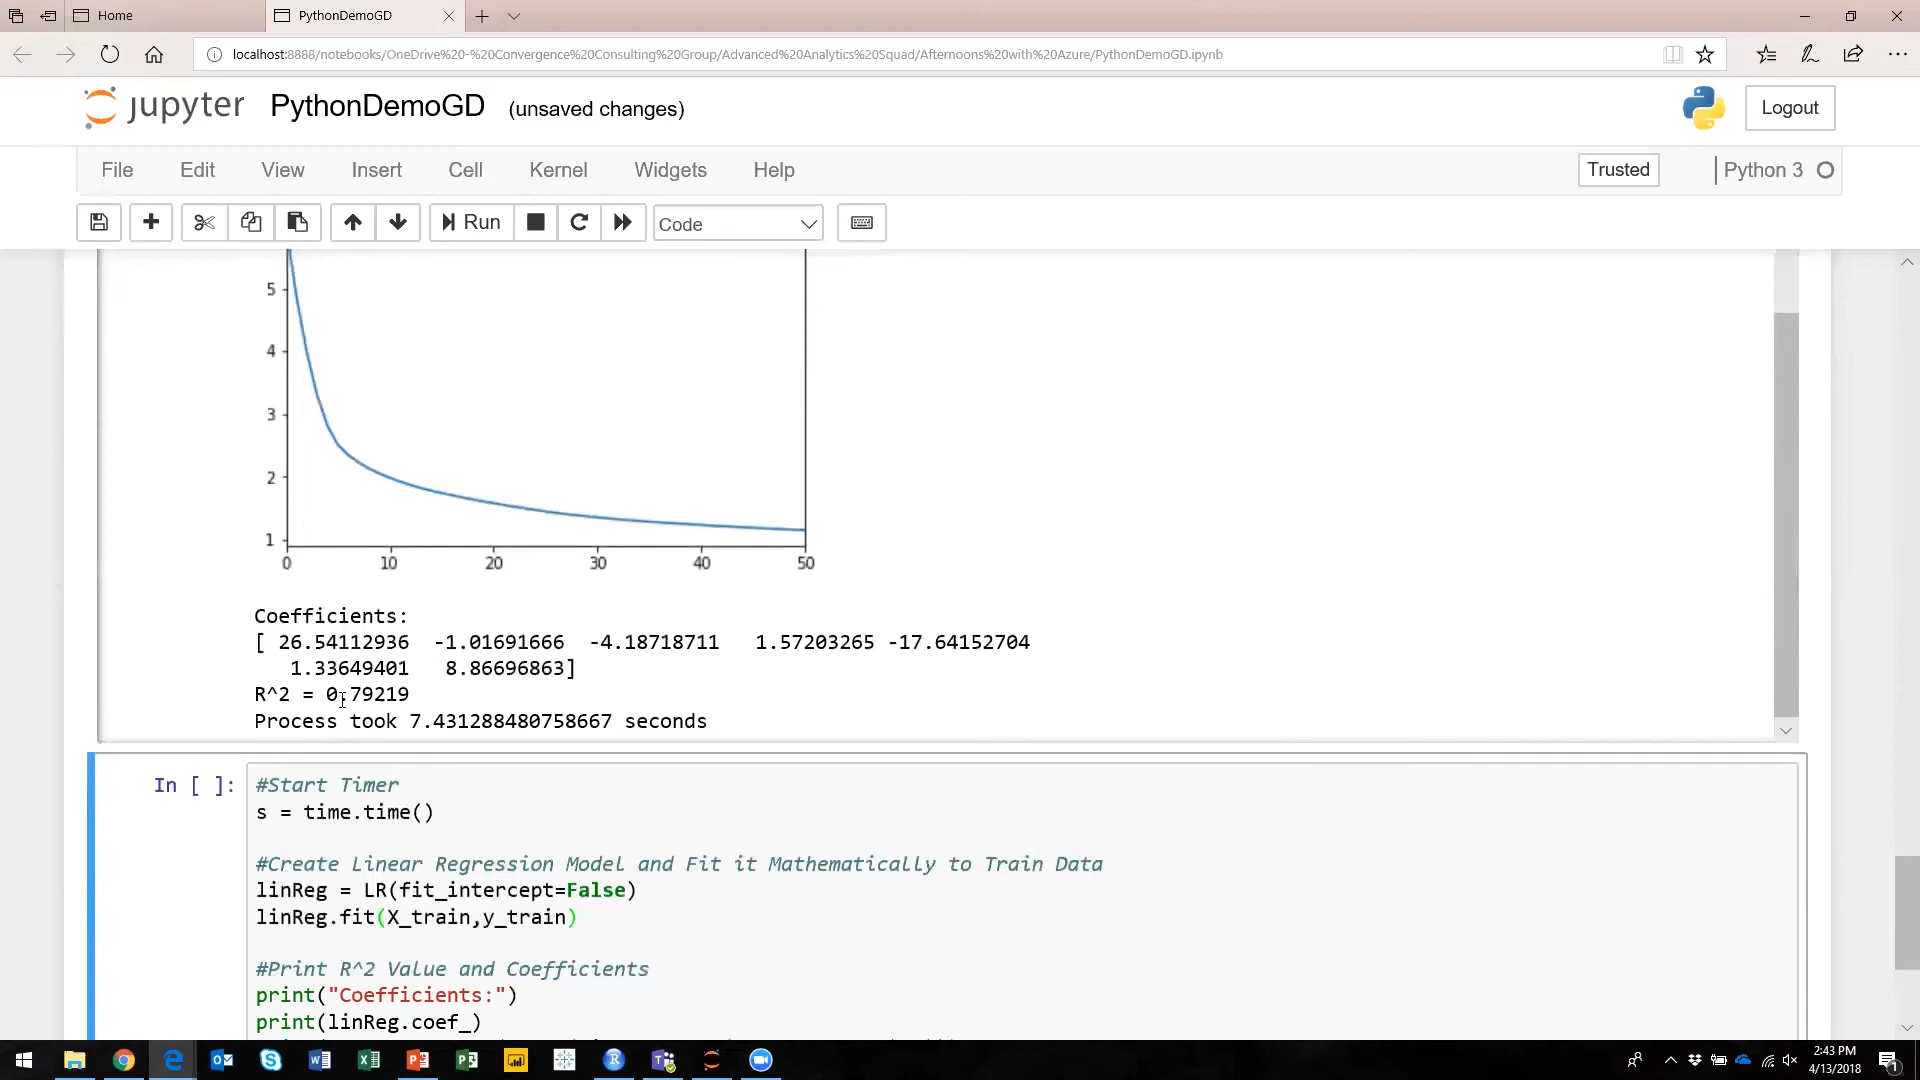 Home
PythonDemoGD
localhost:8888/notebooks/OneDrive%20-%20Convergence%20Consulting%20Group/Advanced%20Analytics%20Squad/Afternoons%20with%20Azure/PythonDemoGD.ipynb
jupyter PythonDemoGD (unsaved changes)
Logout
File Edit View Insert Cell Kernel Widgets Help
Trusted
Python 3
Run
Code
5
4
3
2
1
0 10 20 30 40 50
Coefficients:
[ 26.54112936 -1.01691666 -4.18718711 1.57203265 -17.64152704
1.33649401 8.86696863]
R^2 = 0.79219
Process took 7.431288480758667 seconds
In [ ]:
#Start Timer
s = time.time()
#Create Linear Regression Model and Fit it Mathematically to Train Data
linReg = LR(fit_intercept=False)
linReg.fit(X_train,y_train)
#Print R^2 Value and Coefficients
print("Coefficients:")
print(linReg.coef_)
2:43 PM
4/13/2018